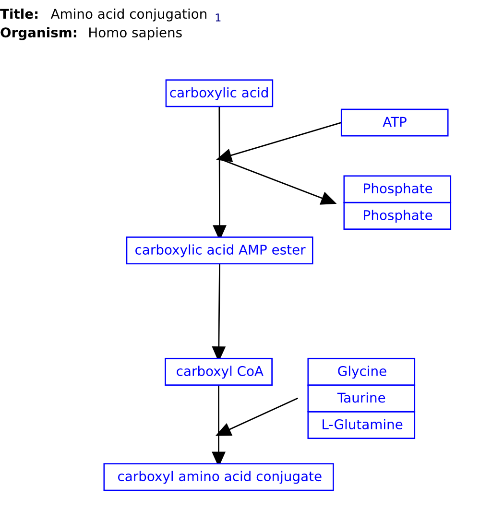 Title: Amino acid conjugation 1
Organism: Homo sapiens
carboxylic acid
ATP
Phosphate
Phosphate
carboxylic acid AMP ester
carboxyl CoA
Glycine
Taurine
L-Glutamine
carboxyl amino acid conjugate